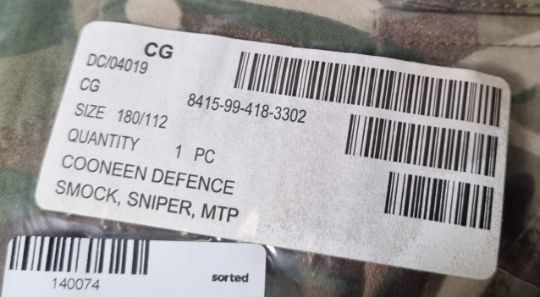 CG
DC/04019
CG 8415-99-418-3302
SIZE 180/112
QUANTITY 1 PC
COONEEN DEFENCE
SMOCK, SNIPER, MTP
140074
sorted